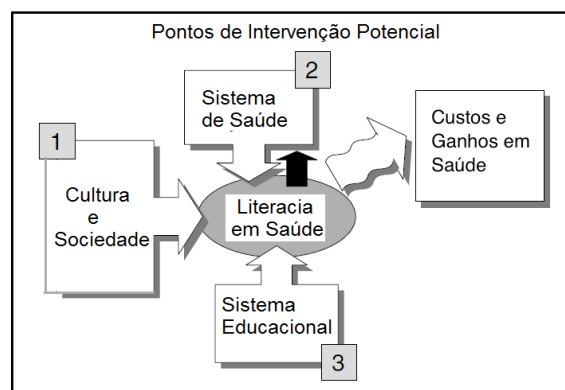 Pontos de Intervenção Potencial
1
Cultura
e
Sociedade
2
Sistema
de Saúde
Literacia
em Saúde
Sistema
Educacional
3
Custos e
Ganhos em
Saúde